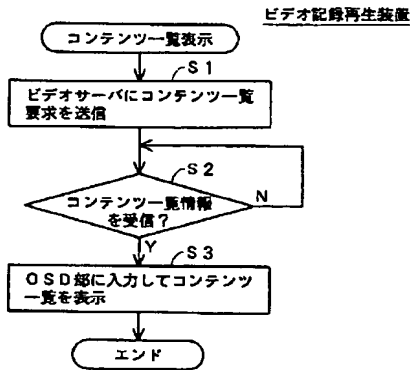 ビデオ記録再生装置
コンテンツ一覧表示
S1
ビデオサーバにコンテンツ一覧
要求を送信
S2
コンテンツ一覧情報
を受信?
N
Y
S3
OSD部に入力してコンテンツ
一覧を表示
エンド